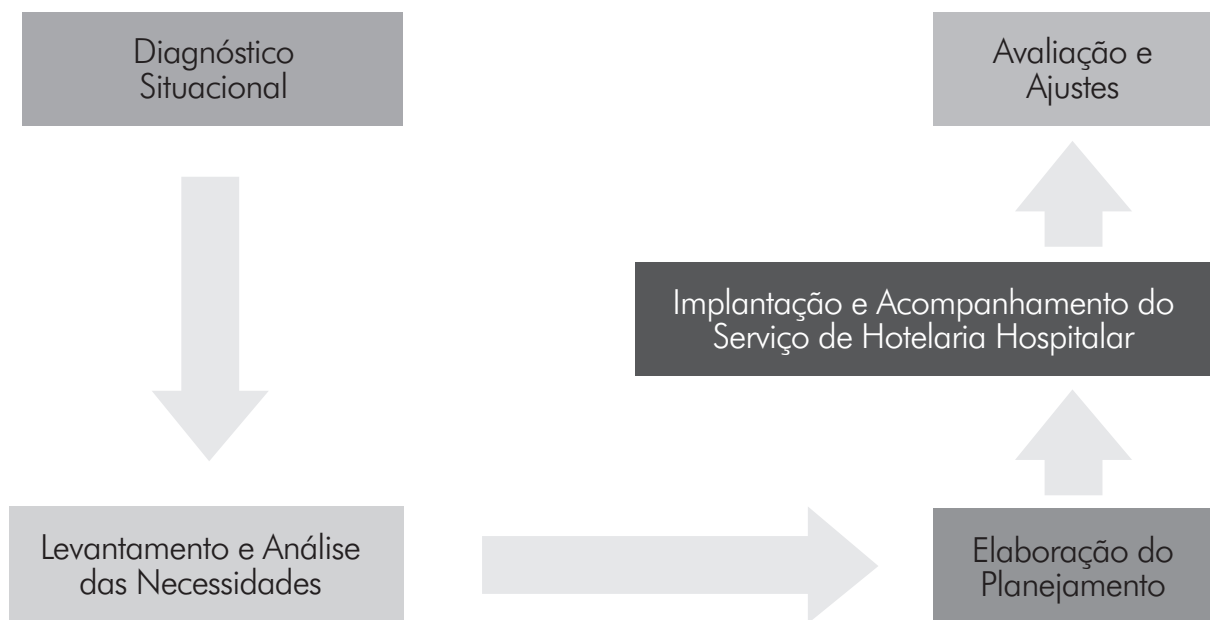 Diagnóstico
Situacional
Avaliação e
Ajustes
Implantação e Acompanhamento do
Serviço de Hotelaria Hospitalar
Levantamento e Análise
das Necessidades
Elaboração do
Planejamento